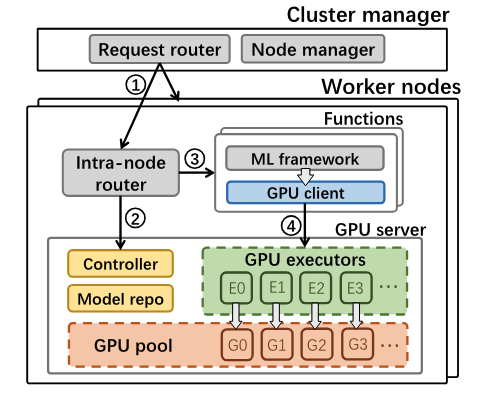 Cluster manager
Request router
Node manager
①
Worker nodes
Functions
Intra-node
router
③
ML framework
GPU client
②
④
GPU server
Controller
Model repo
GPU executors
E0 E1 E2 E3 ···
GPU pool
G0 G1 G2 G3 ···